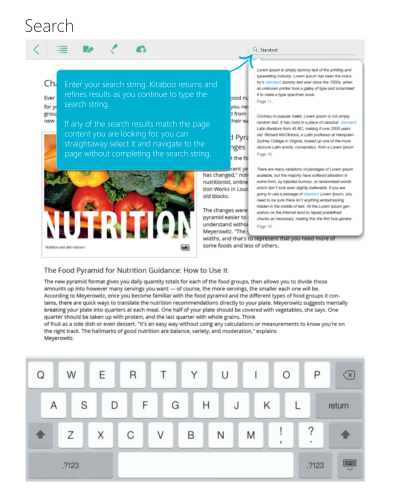 Search
Standard
Lorem Ipsum is simply dummy text of the printing and
typesetting industry. Lorem Ipsum has been the indus-
try's standard dummy text ever since the 1500s, when
an unknown printer took a galley of type and scrambled
it to make a type specimen book.
Page 11.
Contrary to popular belief, Lorem Ipsum is not simply
random text. It has roots in a piece of classical standard
Latin literature from 45 BC, making it over 2000 years
old. Richard McClintock, a Latin professor at Hampden-
Sydney College in Virginia, looked up one of the more
obscure Latin words, consectetur, from a Lorem Ipsum
Page 16.
There are many variations of passages of Lorem Ipsum
available, but the majority have suffered alteration in
some form, by injected humour, or randomised words
which don't look even slightly believable. If you are
going to use a passage of standard Lorem Ipsum, you
need to be sure there isn't anything embarrassing
hidden in the middle of text. All the Lorem Ipsum gen-
erators on the Internet tend to repeat predefined
chunks as necessary, making this the first true genera-
Page 16.
Enter your search string. Kitaboo returns and
refines results as you continue to type the
search string.
If any of the search results match the page
content you are looking for, you can
straightaway select it and navigate to the
page without completing the search string.
Ever
for y
grou
new
good nu
you nee
d from
their wa
d Pyra
nges
has changed," not
nutritionist, online
tion Works in Loui
old blocks.
The changes were
pyramid easier to
understand withou
Meyerowitz. "The
widths, and that's to represent that you need more of
some foods and less of others.
NUTRITION
Nutrition and diet volume1
The Food Pyramid for Nutrition Guidance: How to Use It
The new pyramid format gives you daily quantity totals for each of the food groups, then allows you to divide those
amounts up into however many servings you want — of course, the more servings, the smaller each one will be.
According to Meyerowitz, once you become familiar with the food pyramid and the different types of food groups it con-
tains, there are quick ways to translate the nutrition recommendations directly to your plate. Meyerowitz suggests mentally
breaking your plate into quarters at each meal. One half of your plate should be covered with vegetables, she says. One
quarter should be taken up with protein, and the last quarter with whole grains. Think
of fruit as a side dish or even dessert. "It's an easy way without using any calculations or measurements to know you're on
the right track. The hallmarks of good nutrition are balance, variety, and moderation," explains
Meyerowitz.
Q W E R T Y U I O P
A S D F G H J K L return
Z X C V B N M ! , ? .
.?123 .?123